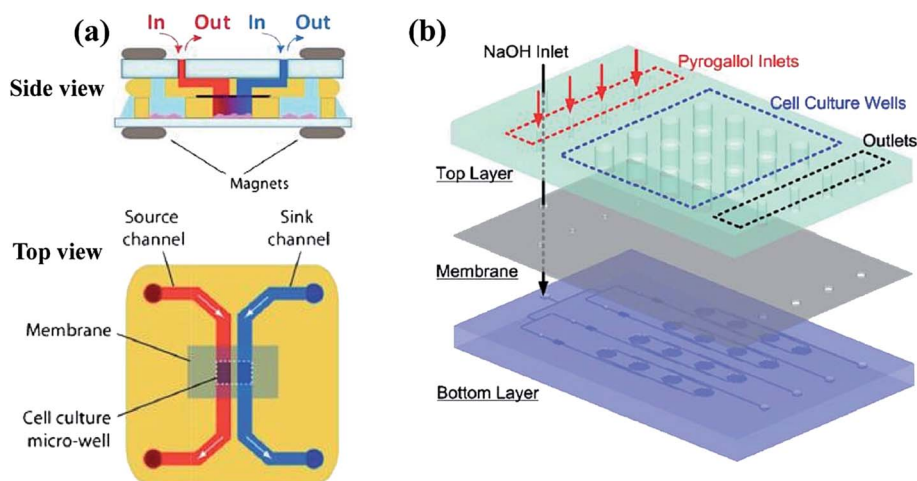 (a)
In Out In Out
Side view
Magnets
Source
channel
Sink
channel
Top view
Membrane
Cell culture
micro-well
(b)
NaOH Inlet
Pyrogallol Inlets
Cell Culture Wells
Outlets
Top Layer
Membrane
Bottom Layer